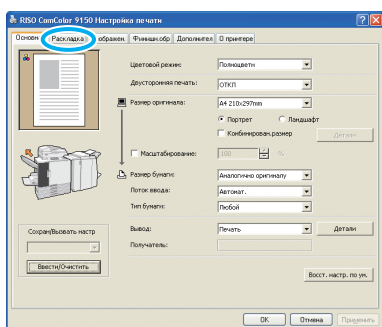 RISO ComColor 9150 Настройка печати
Основн Раскладка ображен. Финиш.обр Дополнител О принтере
Цветовой режим: Полноцветн
Двусторонняя печать: ОТКЛ
Размер оригинала: A4 210x297mm
Портрет Ландшафт
Комбинирован.размер Детали
Масштабирование: 100 %
Размер бумаги: Аналогично оригиналу
Поток ввода: Автомат.
Тип бумаги: Любой
Сохран/Вызвать настр
Вывод: Печать Детали
Получатель:
Ввести/Очистить
Восст. настр. по ум.
OK Отмена Применить